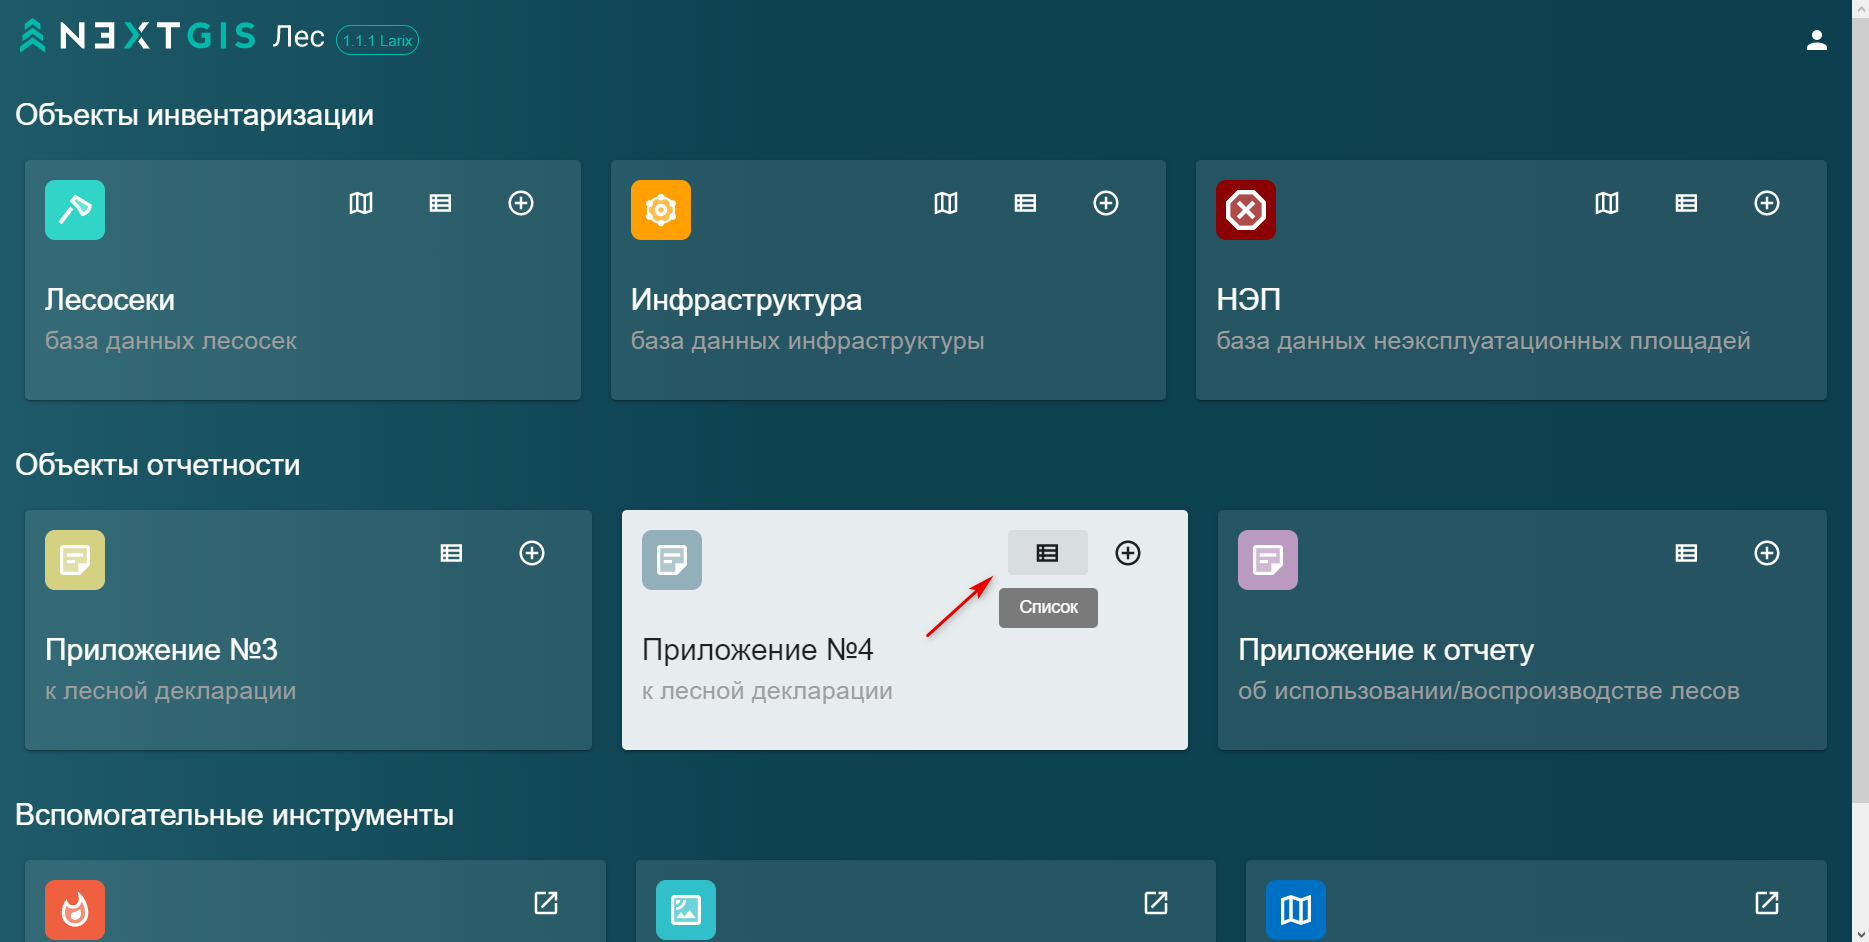 NEXTGIS Лес 1.1.1 Larix
Объекты инвентаризации
Лесосеки
база данных лесосек
Инфраструктура
база данных инфраструктуры
НЭП
база данных неэксплуатационных площадей
Объекты отчетности
Список
Приложение №3
к лесной декларации
Приложение №4
к лесной декларации
Приложение к отчету
об использовании/воспроизводстве лесов
Вспомогательные инструменты